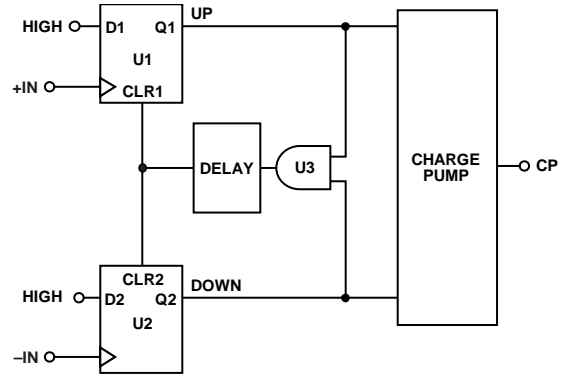 HIGH
D1
Q1
UP
U1
+IN
CLR1
DELAY
U3
CHARGE
PUMP
CP
CLR2
HIGH
D2
Q2
DOWN
U2
–IN